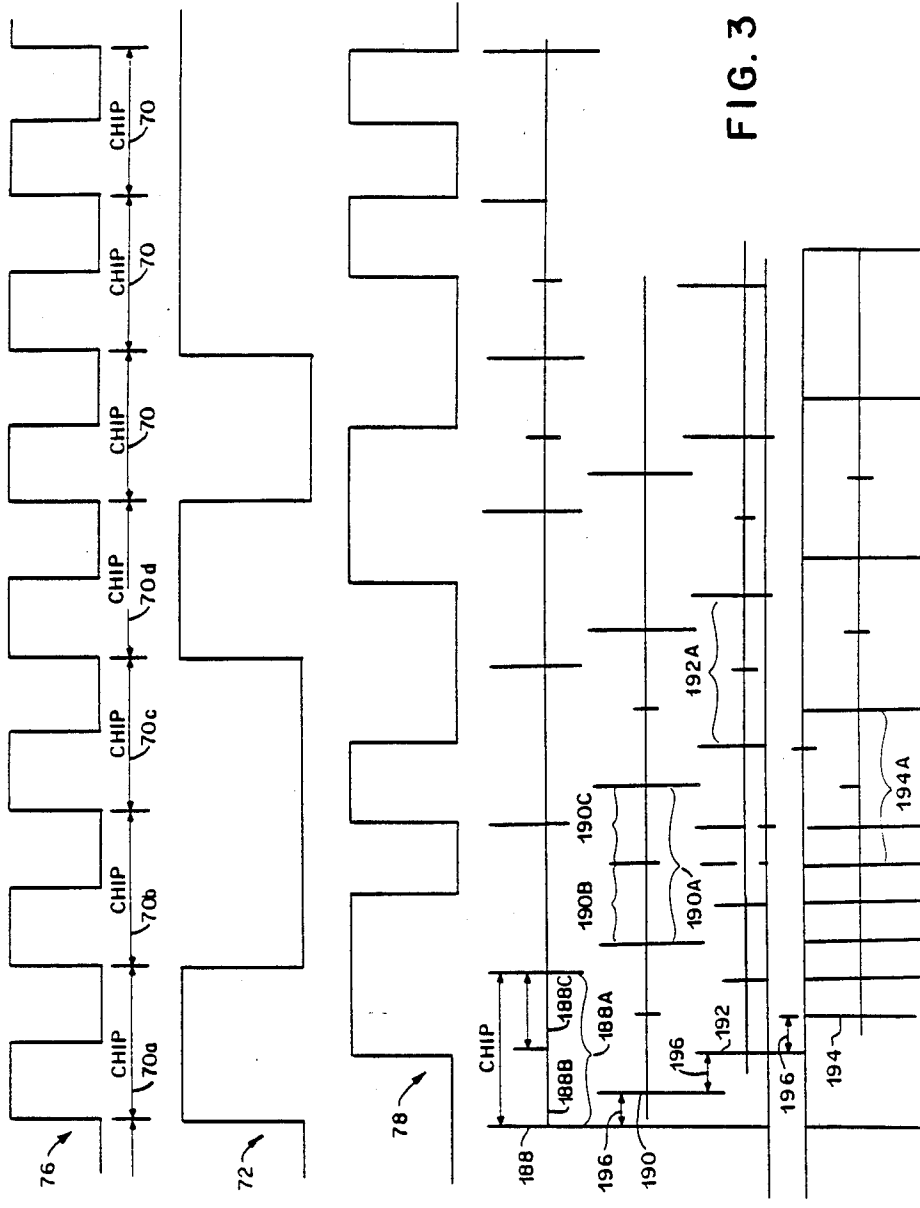 76
CHIP
70a
CHIP
70b
CHIP
70c
CHIP
70d
CHIP
70
CHIP
70
CHIP
70
72
78
CHIP
188
188B
188C
188A
196
190
190B
190C
190A
196
192
192A
196
194
194A
FIG. 3